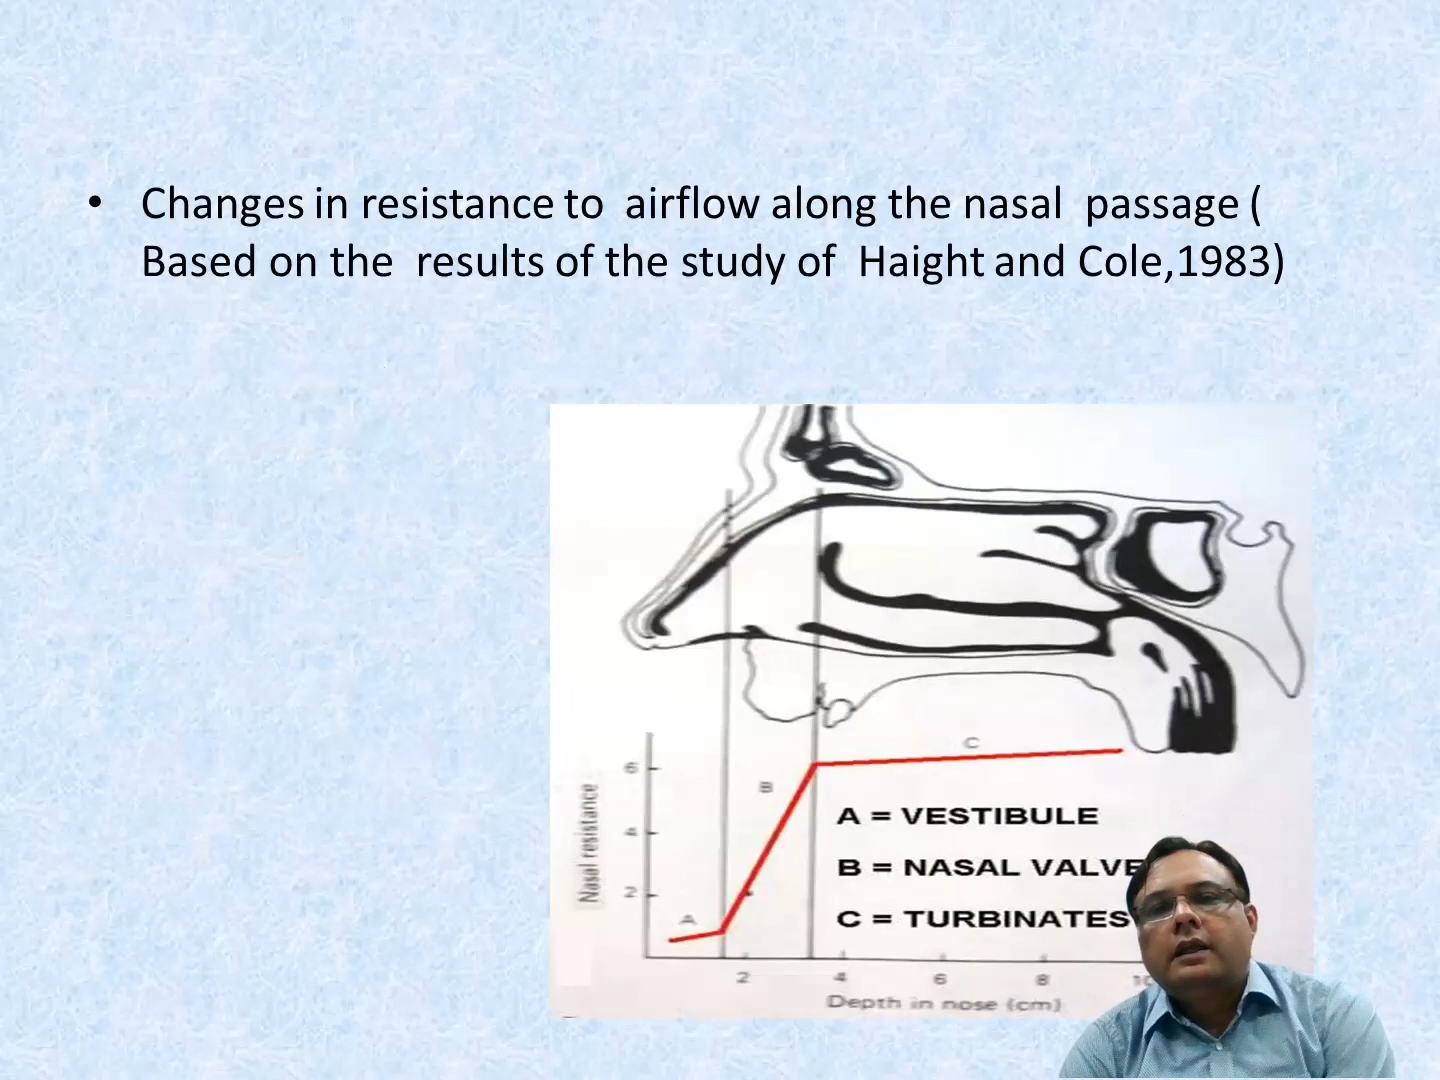 • Changes in resistance to airflow along the nasal passage (
Based on the results of the study of Haight and Cole,1983)
C
6
B
4
Nasal resistance
A = VESTIBULE
B = NASAL VALVE
2
C = TURBINATES
A
2 4 6 8 10
Depth in nose (cm)